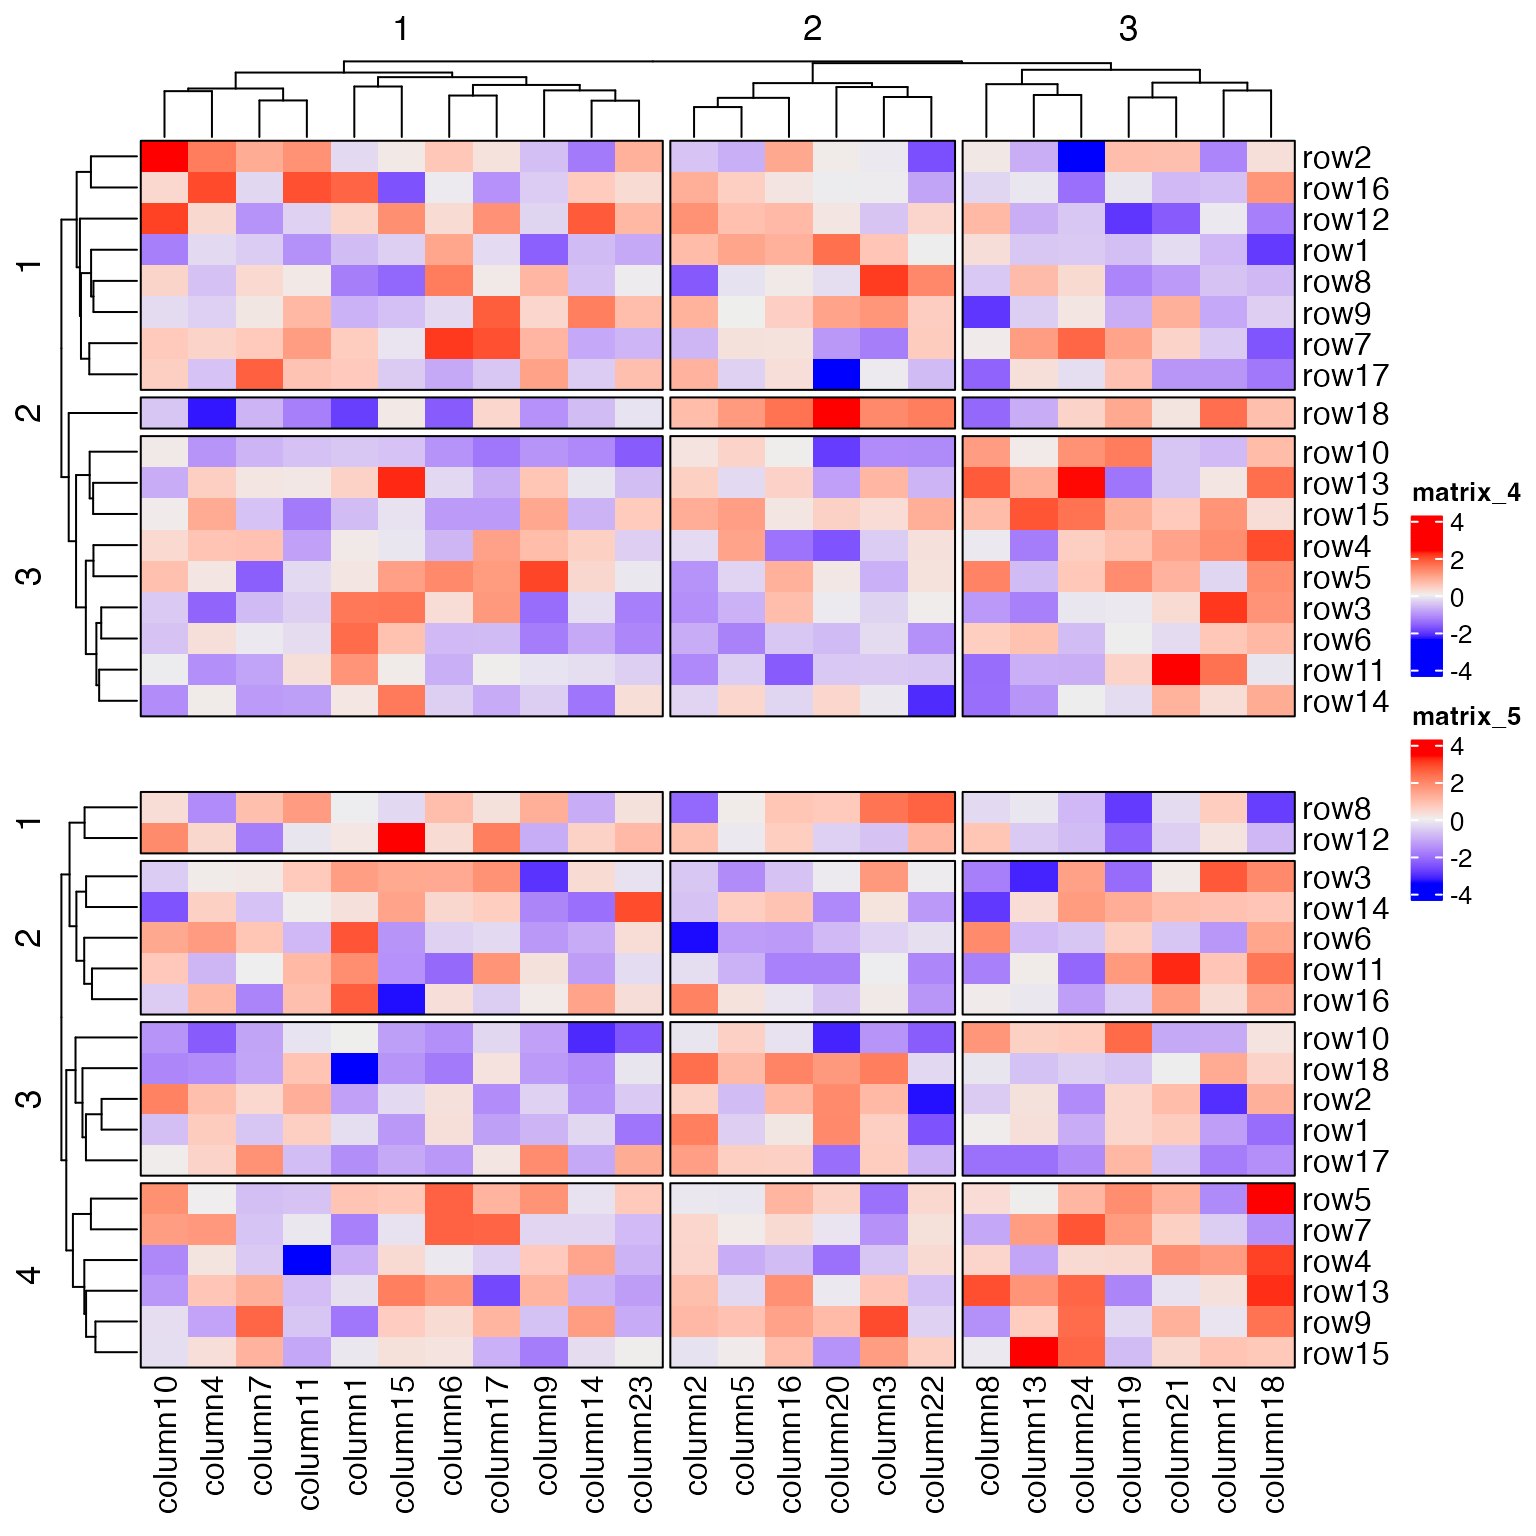 1 2 3
1
row2
row16
row12
row1
row8
row9
row7
row17
2
row18
3
row10
row13
row15
row4
row5
row3
row6
row11
row14
matrix_4
4
2
0
-2
-4
matrix_5
4
2
0
-2
-4
1
row8
row12
2
row3
row14
row6
row11
row16
3
row10
row18
row2
row1
row17
4
row5
row7
row4
row13
row9
row15
column10
column4
column7
column11
column1
column15
column6
column17
column9
column14
column23
column2
column5
column16
column20
column3
column22
column8
column13
column24
column19
column21
column12
column18